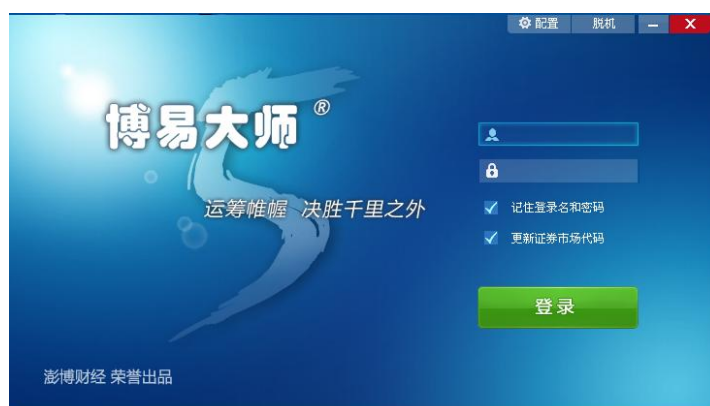 配置 脱机
博易大师®
5
运筹帷幄 决胜千里之外
记住登录名和密码
更新证券市场代码
登录
澎博财经 荣誉出品